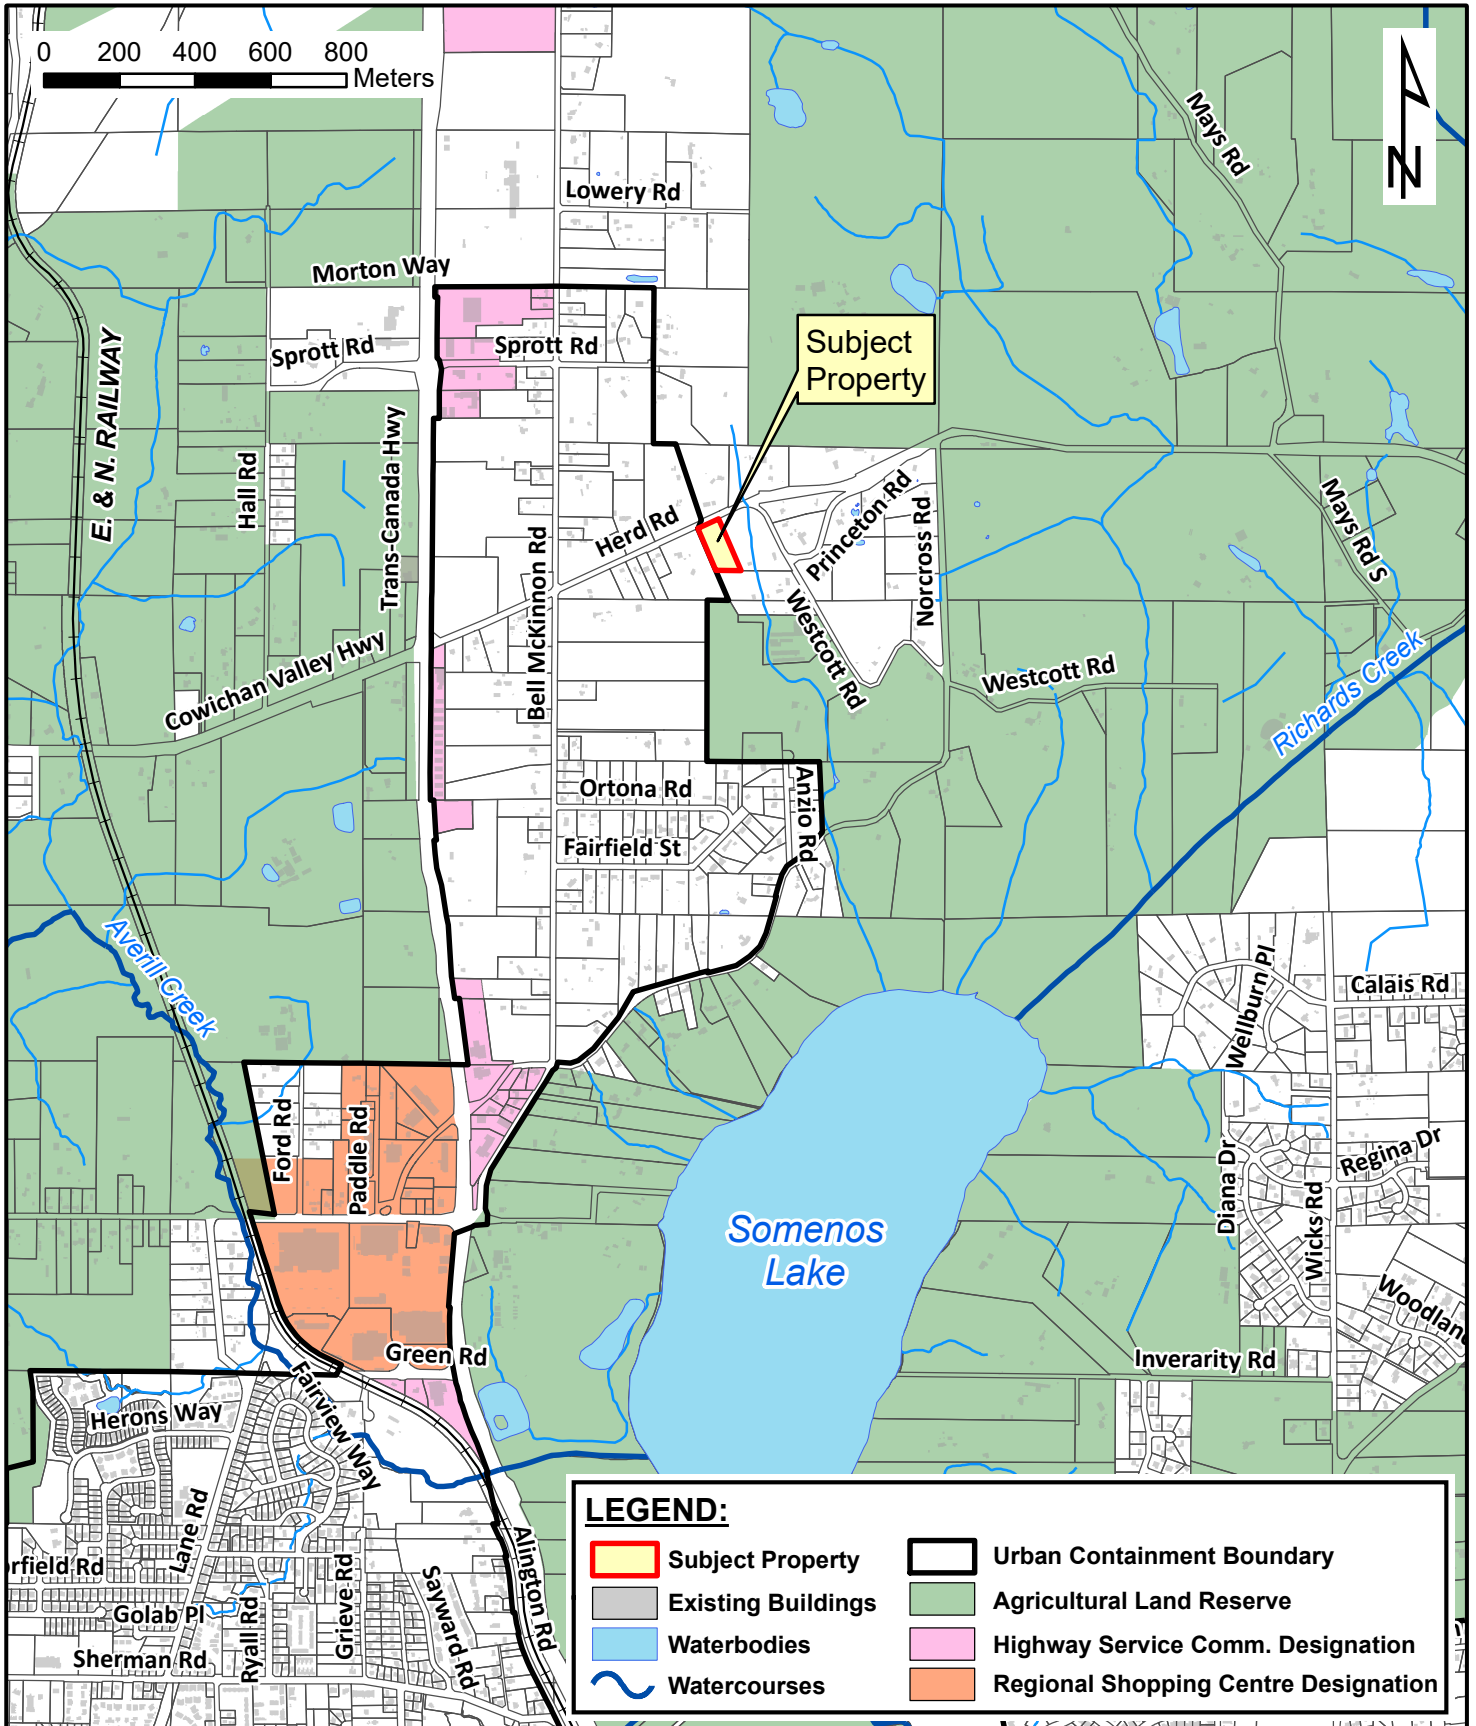 0 200 400 600 800
Meters
N
Mays Rd
Lowery Rd
Morton Way
Sprott Rd
Sprott Rd
Subject
Property
E. & N. RAILWAY
Hall Rd
Trans-Canada Hwy
Bell McKinnon Rd
Herd Rd
Princeton Rd
Norcross Rd
Mays Rd S
Westcott Rd
Westcott Rd
Cowichan Valley Hwy
Richards Creek
Ortona Rd
Anzio Rd
Fairfield St
Averill Creek
Wellburn Pl
Calais Rd
Ford Rd
Paddle Rd
Diana Dr
Regina Dr
Wicks Rd
Somenos
Lake
Woodland
Green Rd
Inverarity Rd
Fairview Way
Herons Way
Lane Rd
orfield Rd
Golab Pl
Ryall Rd
Grieve Rd
Sayward Rd
Alington Rd
Sherman Rd
LEGEND:
Subject Property
Existing Buildings
Waterbodies
Watercourses
Urban Containment Boundary
Agricultural Land Reserve
Highway Service Comm. Designation
Regional Shopping Centre Designation